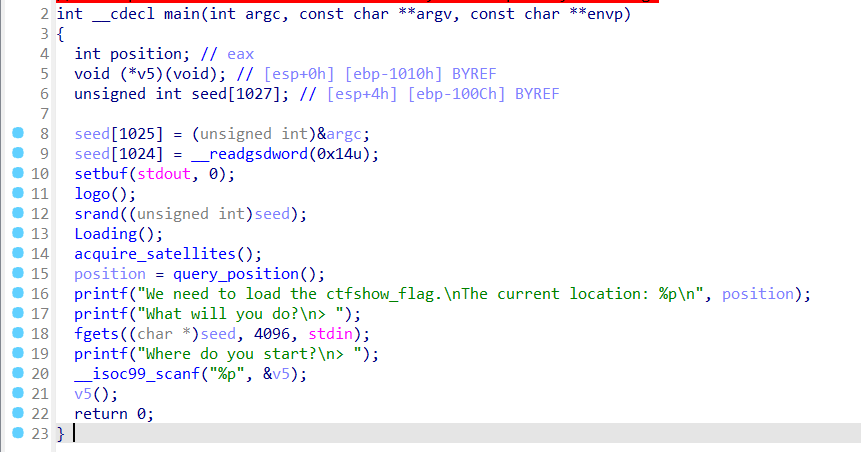 2 int __cdecl main(int argc, const char **argv, const char **envp)
3 {
4 int position; // eax
5 void (*v5)(void); // [esp+0h] [ebp-1010h] BYREF
6 unsigned int seed[1027]; // [esp+4h] [ebp-100Ch] BYREF
7
8 seed[1025] = (unsigned int)&argc;
9 seed[1024] = __readgsdword(0x14u);
10 setbuf(stdout, 0);
11 logo();
12 srand((unsigned int)seed);
13 Loading();
14 acquire_satellites();
15 position = query_position();
16 printf("We need to load the ctfshow_flag.\nThe current location: %p\n", position);
17 printf("What will you do?\n> ");
18 fgets((char *)seed, 4096, stdin);
19 printf("Where do you start?\n> ");
20 __isoc99_scanf("%p", &v5);
21 v5();
22 return 0;
23 }